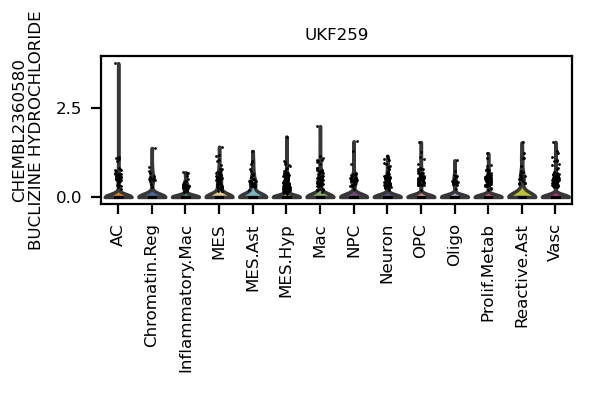 UKF259
CHEMBL2360580
BUCLIZINE HYDROCHLORIDE
2.5
0.0
AC
Chromatin.Reg
Inflammatory.Mac
MES
MES.Ast
MES.Hyp
Mac
NPC
Neuron
OPC
Oligo
Prolif.Metab
Reactive.Ast
Vasc